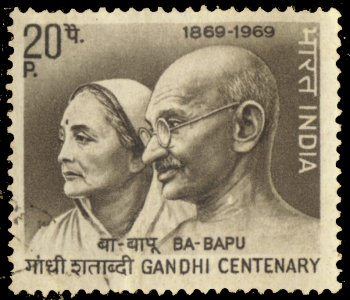 20 पै.
P.
1869-1969
भारत INDIA
बा-बापू BA-BAPU
गांधी शताब्दी GANDHI CENTENARY